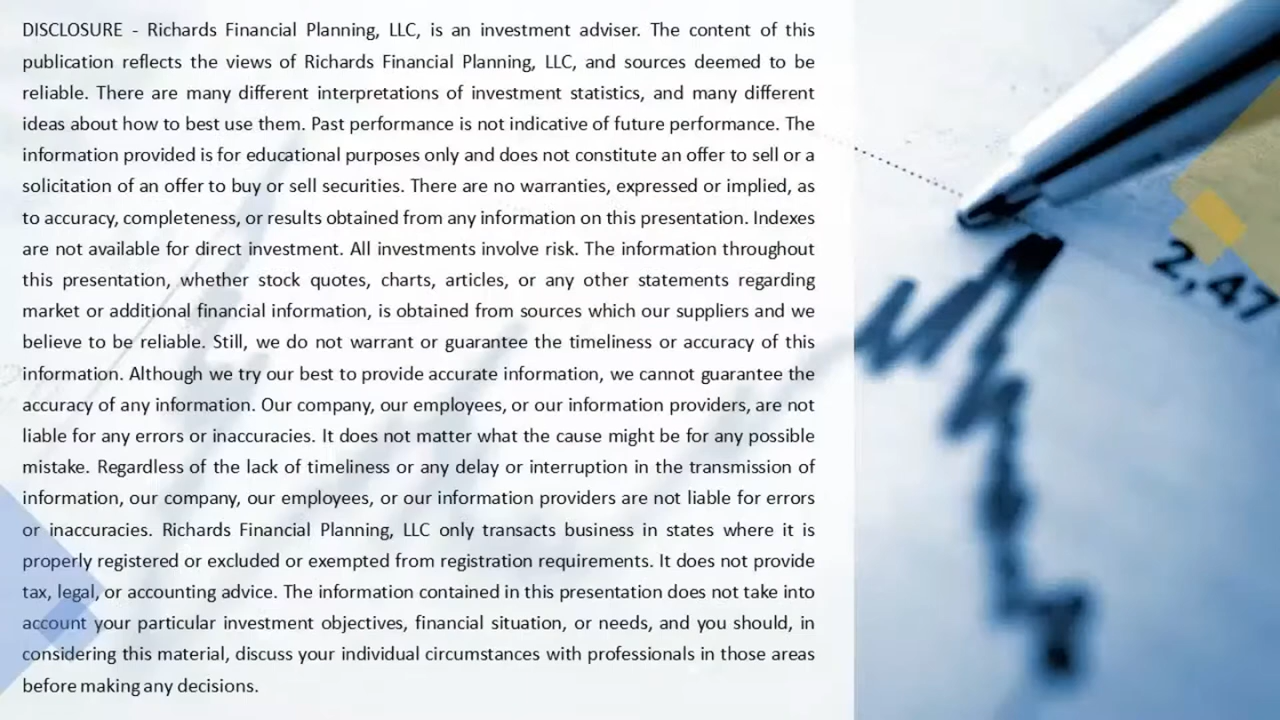 DISCLOSURE - Richards Financial Planning, LLC, is an investment adviser. The content of this
publication reflects the views of Richards Financial Planning, LLC, and sources deemed to be
reliable. There are many different interpretations of investment statistics, and many different
ideas about how to best use them. Past performance is not indicative of future performance. The
information provided is for educational purposes only and does not constitute an offer to sell or a
solicitation of an offer to buy or sell securities. There are no warranties, expressed or implied, as
to accuracy, completeness, or results obtained from any information on this presentation. Indexes
are not available for direct investment. All investments involve risk. The information throughout
this presentation, whether stock quotes, charts, articles, or any other statements regarding
market or additional financial information, is obtained from sources which our suppliers and we
believe to be reliable. Still, we do not warrant or guarantee the timeliness or accuracy of this
information. Although we try our best to provide accurate information, we cannot guarantee the
accuracy of any information. Our company, our employees, or our information providers, are not
liable for any errors or inaccuracies. It does not matter what the cause might be for any possible
mistake. Regardless of the lack of timeliness or any delay or interruption in the transmission of
information, our company, our employees, or our information providers are not liable for errors
or inaccuracies. Richards Financial Planning, LLC only transacts business in states where it is
properly registered or excluded or exempted from registration requirements. It does not provide
tax, legal, or accounting advice. The information contained in this presentation does not take into
account your particular investment objectives, financial situation, or needs, and you should, in
considering this material, discuss your individual circumstances with professionals in those areas
before making any decisions.
2,47